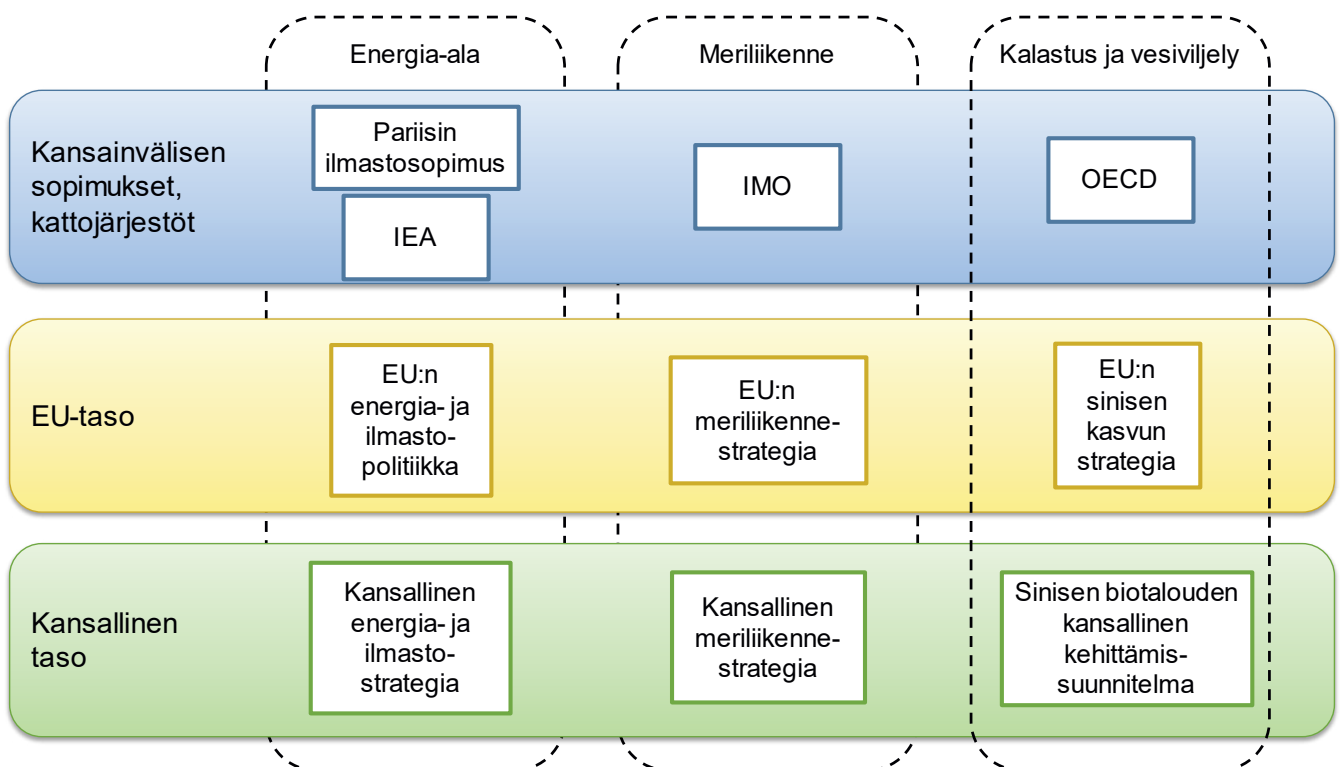 Energia-ala
Meriliikenne
Kalastus ja vesiviljely
Kansainvälisen
sopimukset,
kattojärjestöt
Pariisin
ilmastosopimus
IEA
IMO
OECD
EU-taso
EU:n
energia- ja
ilmasto-
politiikka
EU:n
meriliikenne-
strategia
EU:n
sinisen
kasvun
strategia
Kansallinen
taso
Kansallinen
energia- ja
ilmasto-
strategia
Kansallinen
meriliikenne-
strategia
Sinisen biotalouden
kansallinen
kehittämis-
suunnitelma